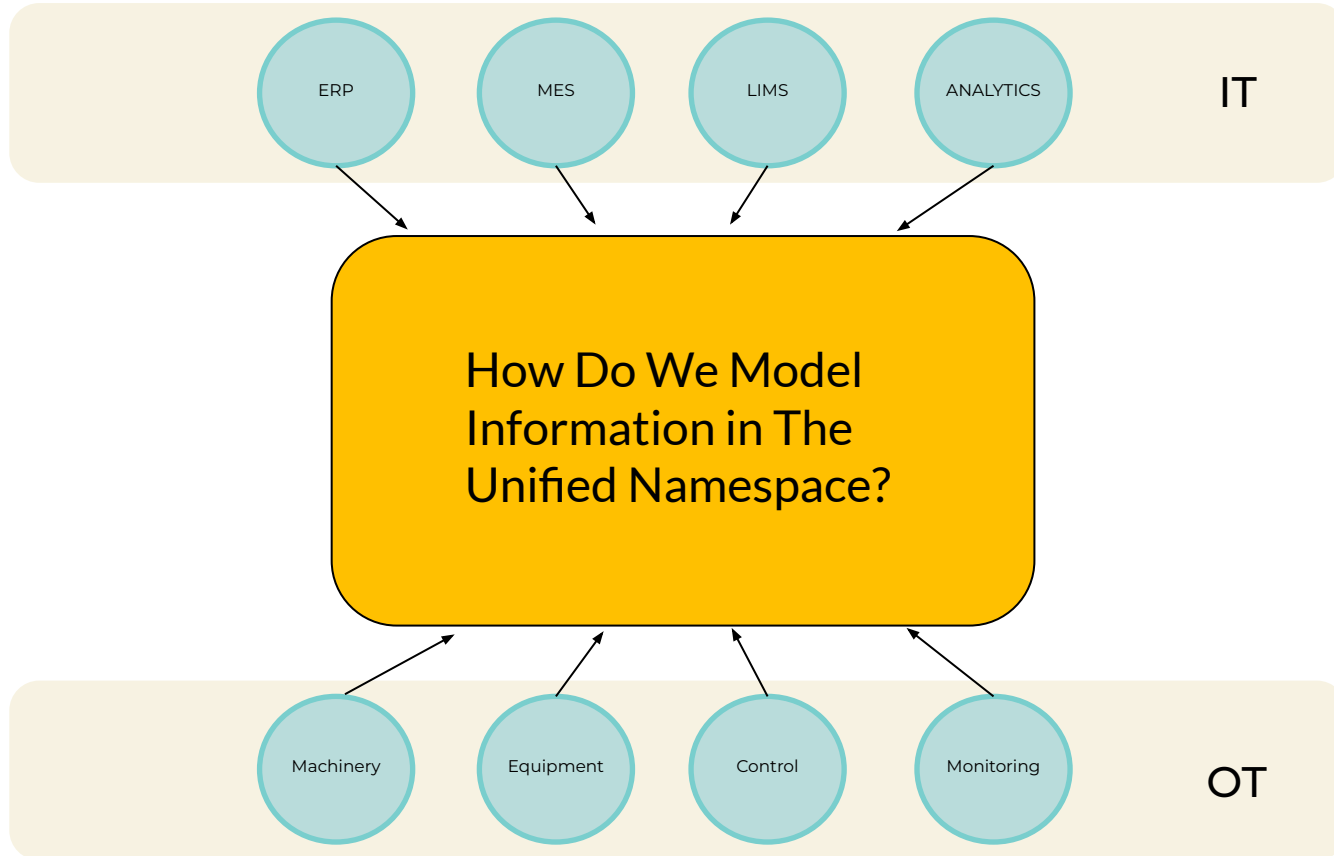 ERP
MES
LIMS
ANALYTICS
IT
How Do We Model
Information in The
Unified Namespace?
Machinery
Equipment
Control
Monitoring
OT